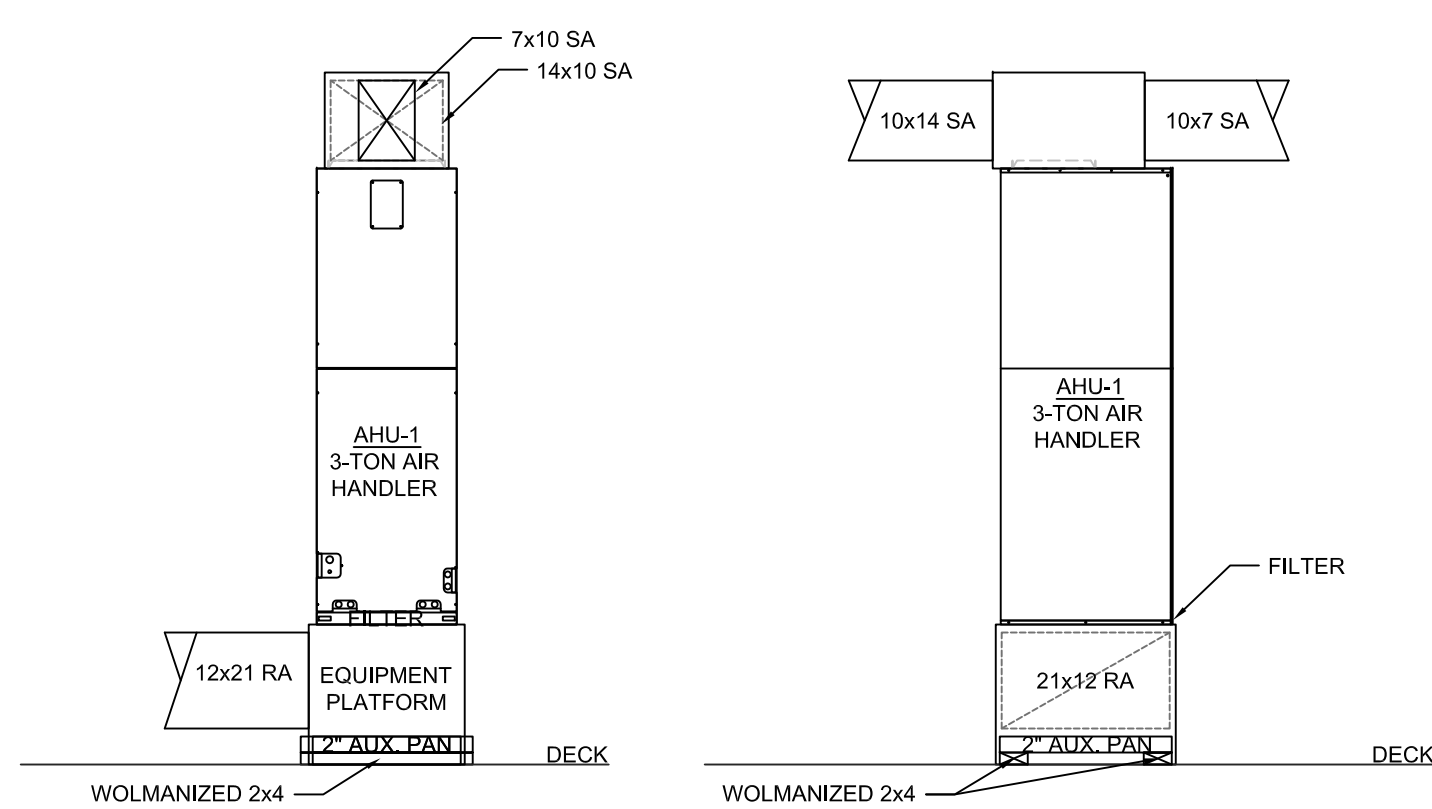 7x10 SA
14x10 SA
AHU-1
3-TON AIR
HANDLER
FILTER
12x21 RA
EQUIPMENT
PLATFORM
2" AUX. PAN
DECK
WOLMANIZED 2x4
10x14 SA
10x7 SA
AHU-1
3-TON AIR
HANDLER
FILTER
21x12 RA
2" AUX. PAN
DECK
WOLMANIZED 2x4